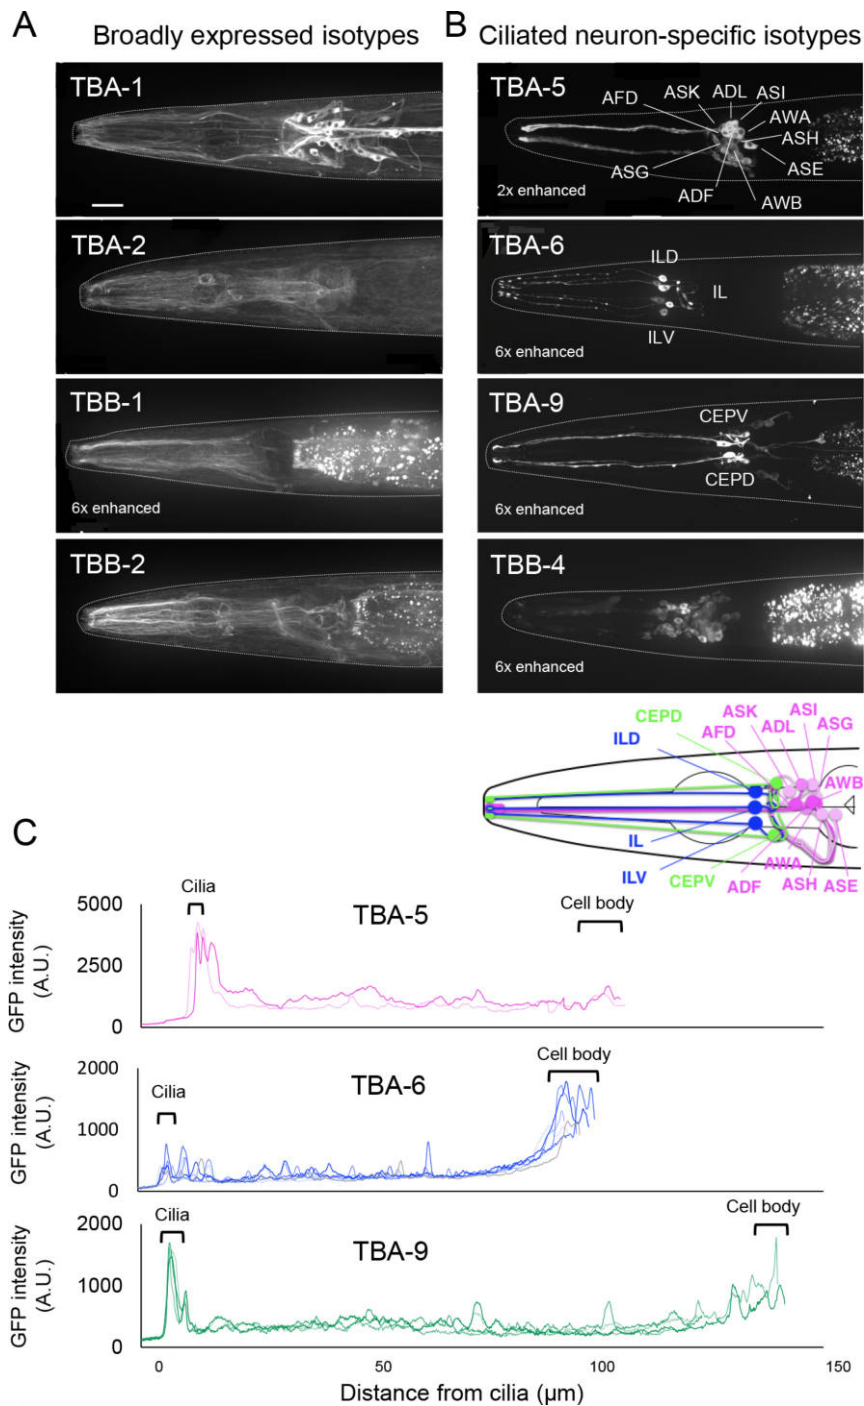 A Broadly expressed isotypes
TBA-1
TBA-2
TBB-1
6x enhanced
TBB-2
B Ciliated neuron-specific isotypes
TBA-5
AFD
ASK
ADL
ASI
AWA
ASH
ASE
ASG
ADF
AWB
2x enhanced
TBA-6
ILD
IL
ILV
6x enhanced
TBA-9
CEPV
CEPD
6x enhanced
TBB-4
6x enhanced
ASK
ASI
CEPD
AFD
ADL
ASG
ILD
AWB
IL
AWA
ILV
CEPV
ADF
ASH
ASE
C
Cilia
TBA-5
Cell body
GFP intensity
(A.U.)
5000
2500
0
Cilia
TBA-6
Cell body
GFP intensity
(A.U.)
2000
1000
0
Cilia
TBA-9
Cell body
GFP intensity
(A.U.)
2000
1000
0
0 50 100 150
Distance from cilia (µm)